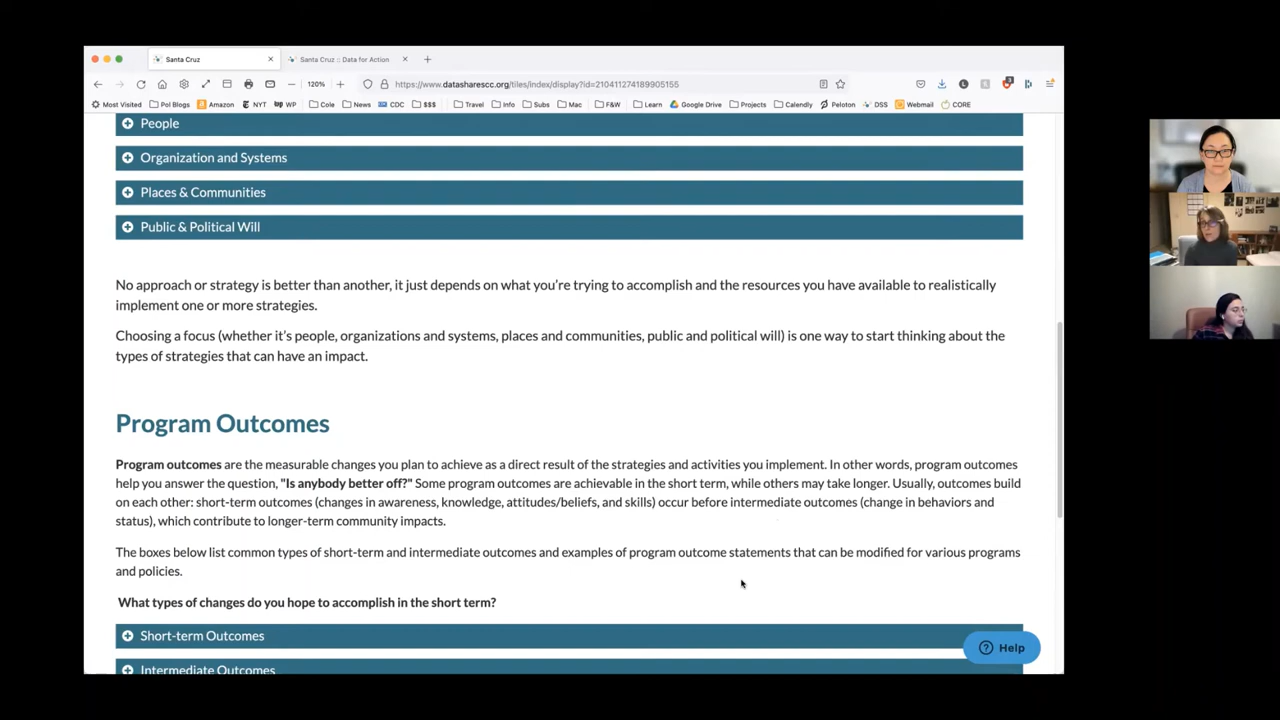 Santa Cruz
Santa Cruz :: Data for Action
120%
https://www.datasharescc.org/tiles/index/display?id=210411274189905155
3
Most Visited Pol Blogs Amazon NYT WP Cole News CDC $$$ Travel Info Subs Mac F&W Learn Google Drive Projects Calendly Peloton DSS Webmail CORE
People
Organization and Systems
Places & Communities
Public & Political Will
No approach or strategy is better than another, it just depends on what you're trying to accomplish and the resources you have available to realistically
implement one or more strategies.
Choosing a focus (whether it's people, organizations and systems, places and communities, public and political will) is one way to start thinking about the
types of strategies that can have an impact.
Program Outcomes
Program outcomes are the measurable changes you plan to achieve as a direct result of the strategies and activities you implement. In other words, program outcomes
help you answer the question, "Is anybody better off?" Some program outcomes are achievable in the short term, while others may take longer. Usually, outcomes build
on each other: short-term outcomes (changes in awareness, knowledge, attitudes/beliefs, and skills) occur before intermediate outcomes (change in behaviors and
status), which contribute to longer-term community impacts.
The boxes below list common types of short-term and intermediate outcomes and examples of program outcome statements that can be modified for various programs
and policies.
What types of changes do you hope to accomplish in the short term?
Short-term Outcomes
Help
Intermediate Outcomes